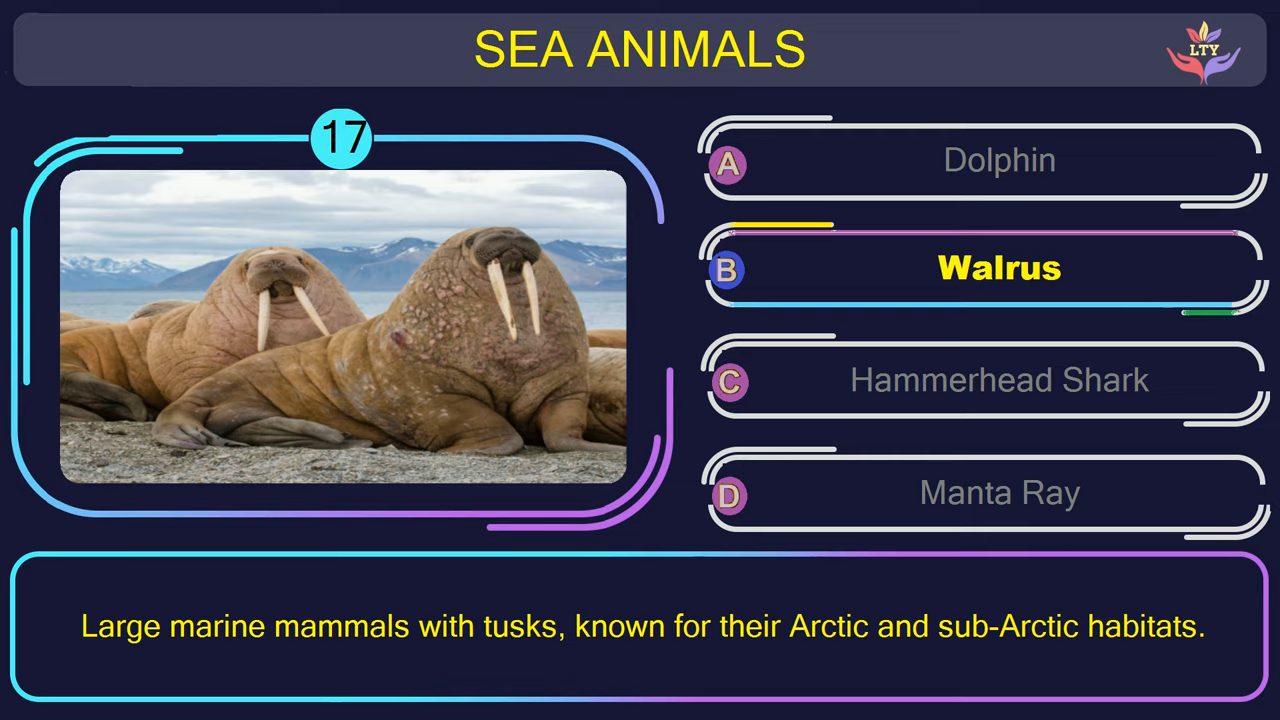 SEA ANIMALS
LTY
17
A Dolphin
B Walrus
C Hammerhead Shark
D Manta Ray
Large marine mammals with tusks, known for their Arctic and sub-Arctic habitats.